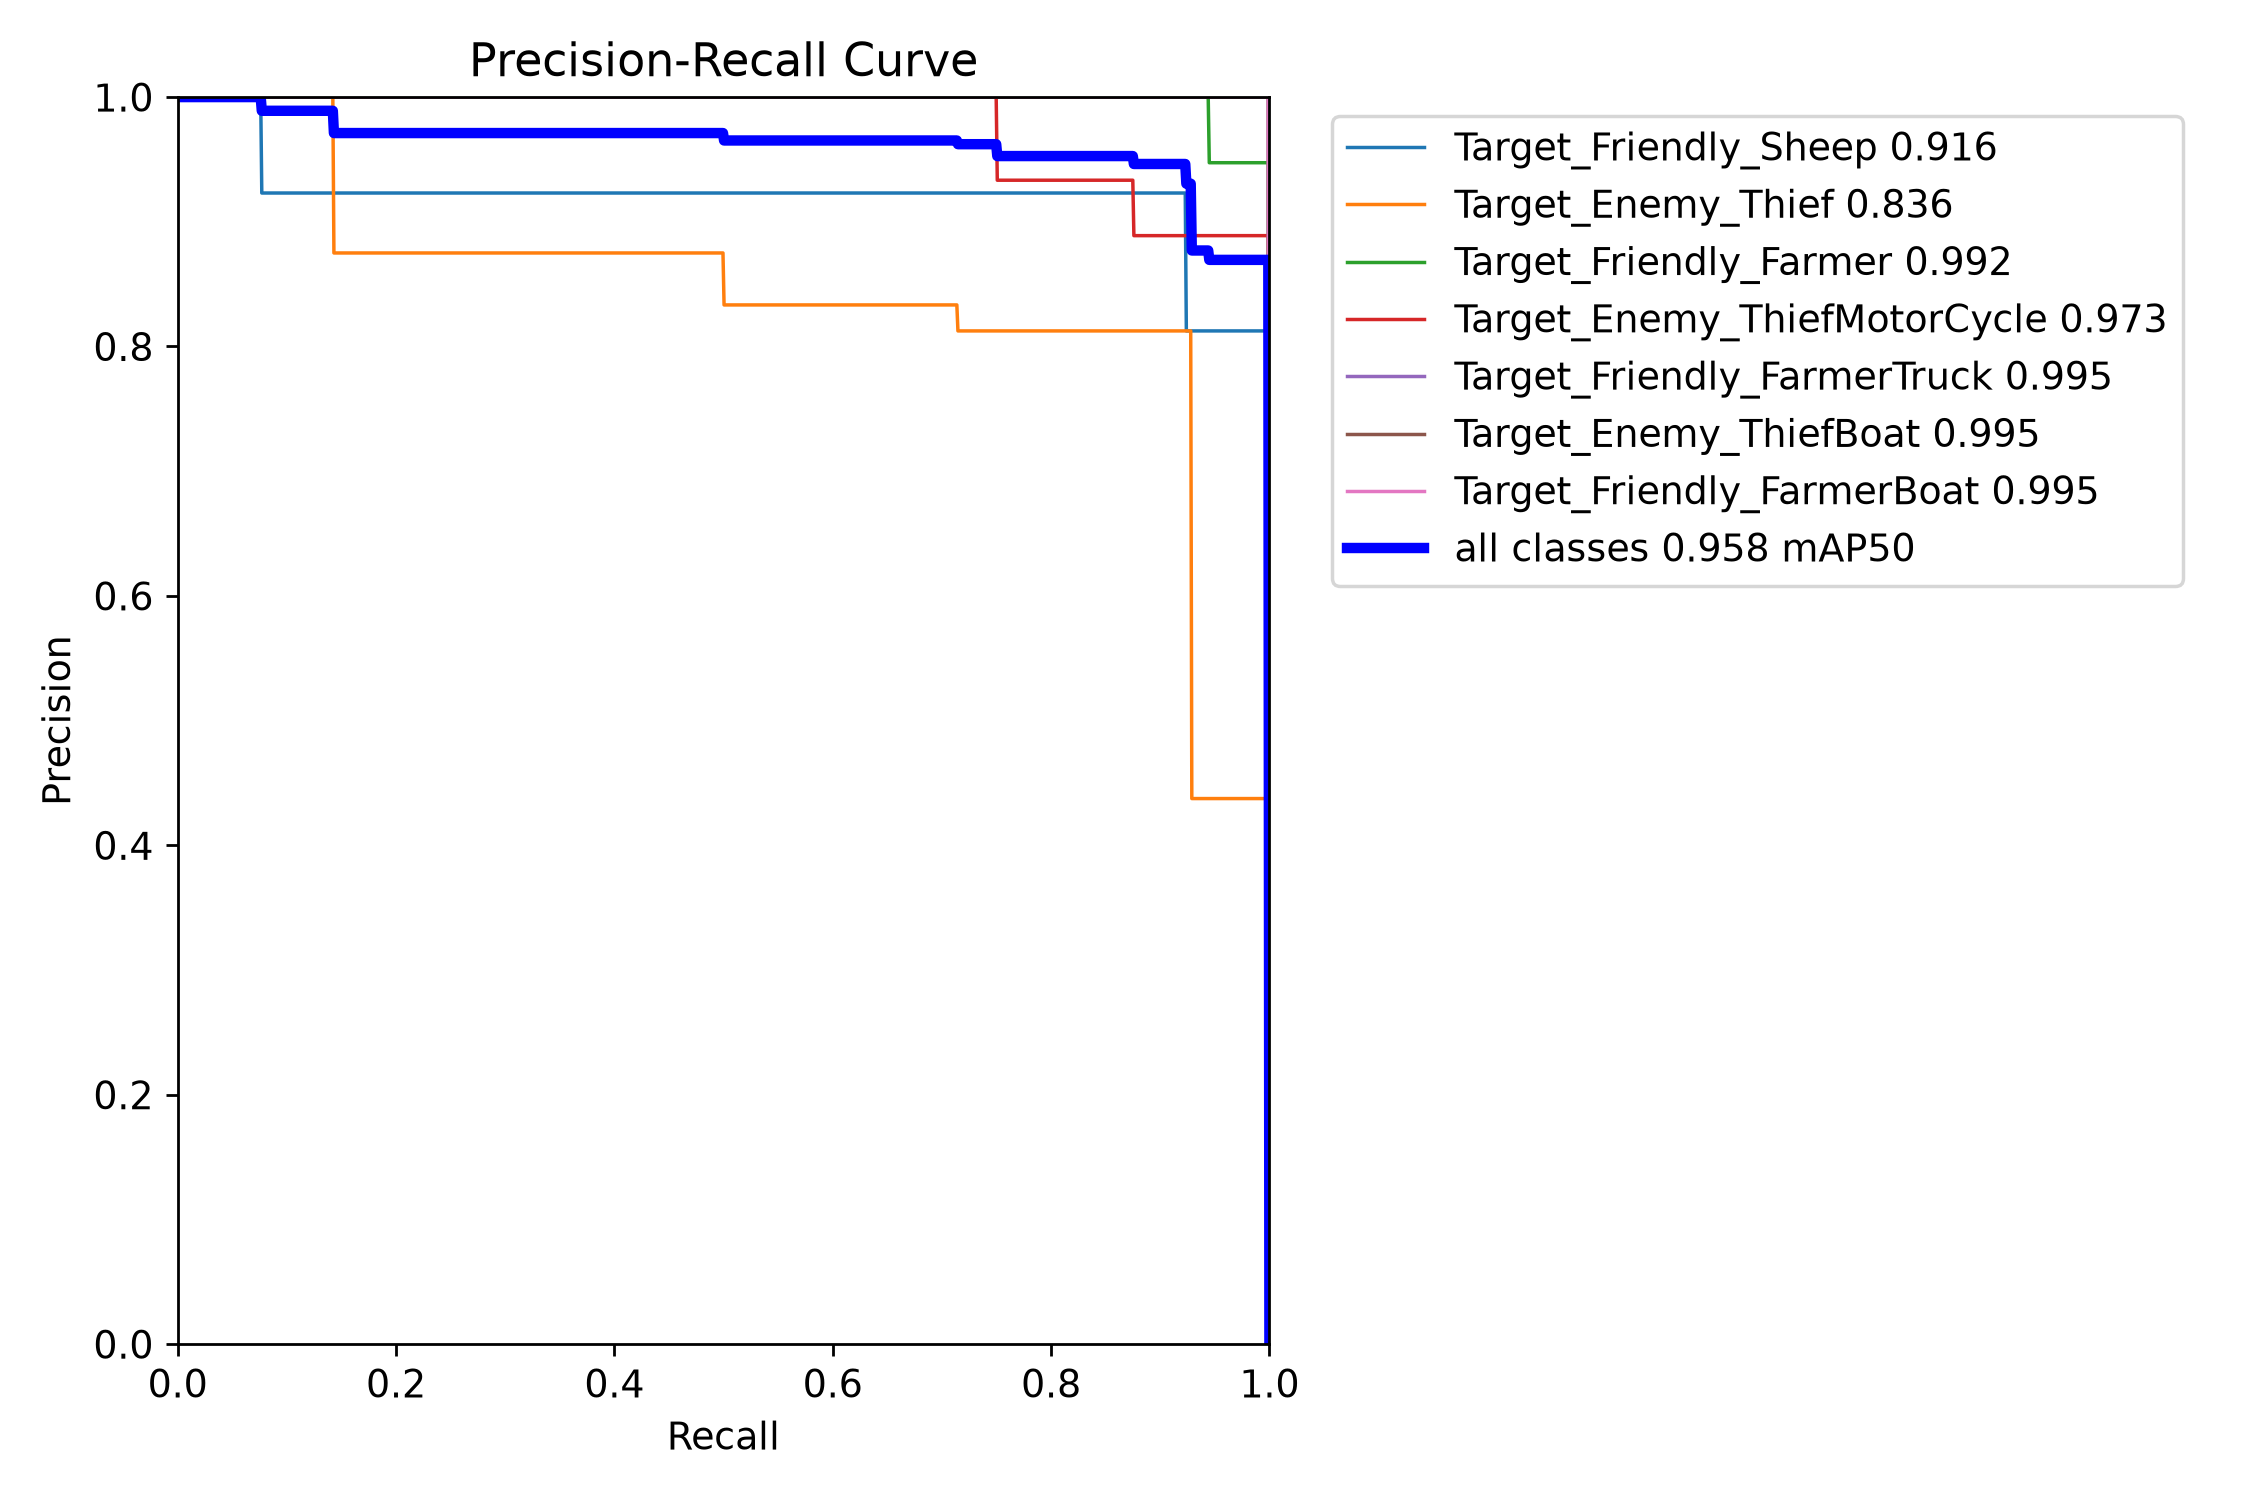 Precision-Recall Curve
1.0
0.8
0.6
0.4
0.2
0.0
Precision
0.0 0.2 0.4 0.6 0.8 1.0
Recall
Target_Friendly_Sheep 0.916
Target_Enemy_Thief 0.836
Target_Friendly_Farmer 0.992
Target_Enemy_ThiefMotorCycle 0.973
Target_Friendly_FarmerTruck 0.995
Target_Enemy_ThiefBoat 0.995
Target_Friendly_FarmerBoat 0.995
all classes 0.958 mAP50